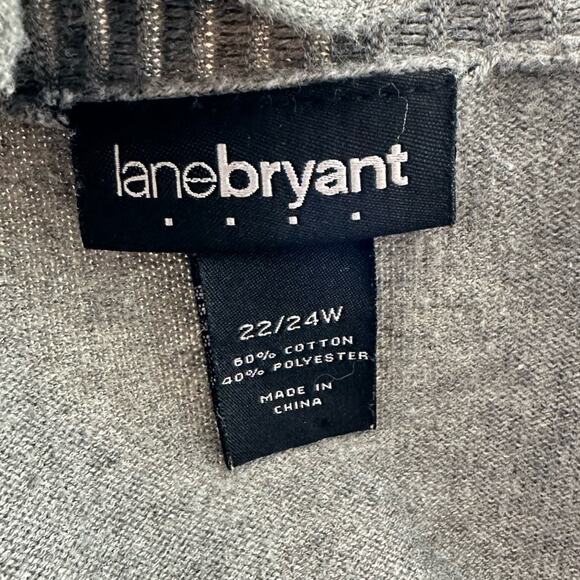 lanebryant
22/24W
60% COTTON
40% POLYESTER
MADE IN
CHINA